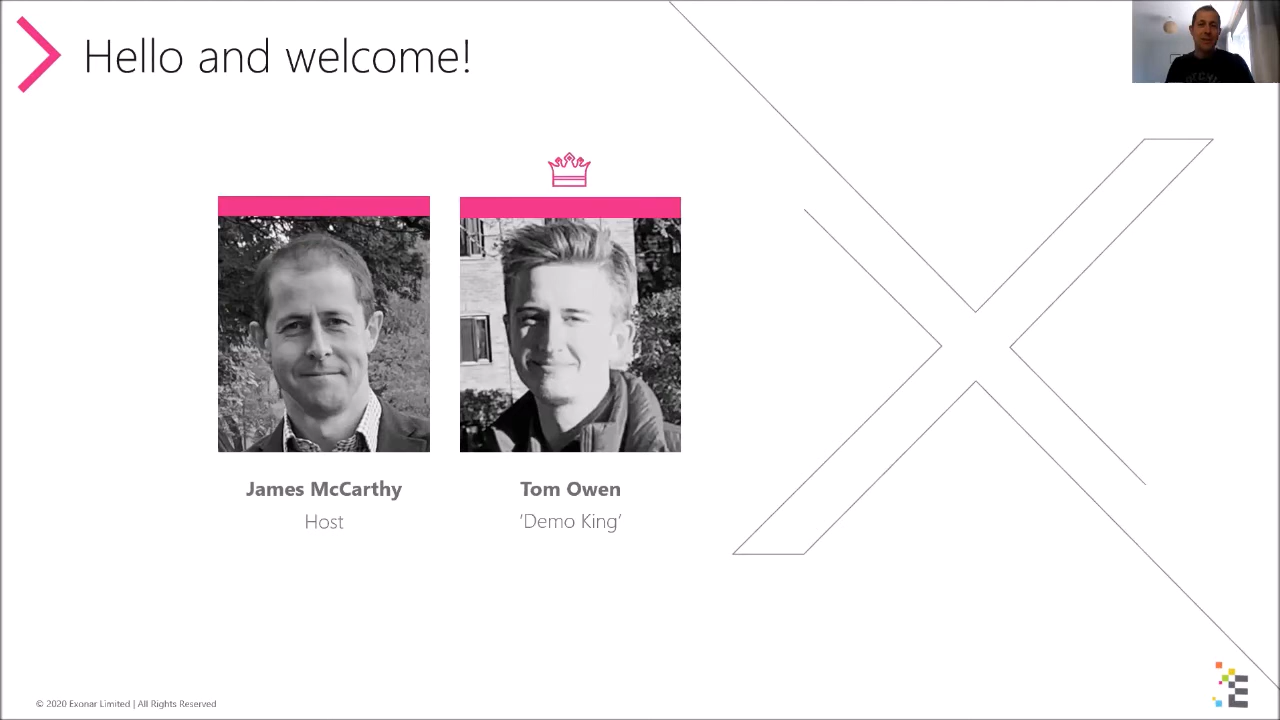 Hello and welcome!
James McCarthy
Host
Tom Owen
‘Demo King’
© 2020 Exonar Limited | All Rights Reserved